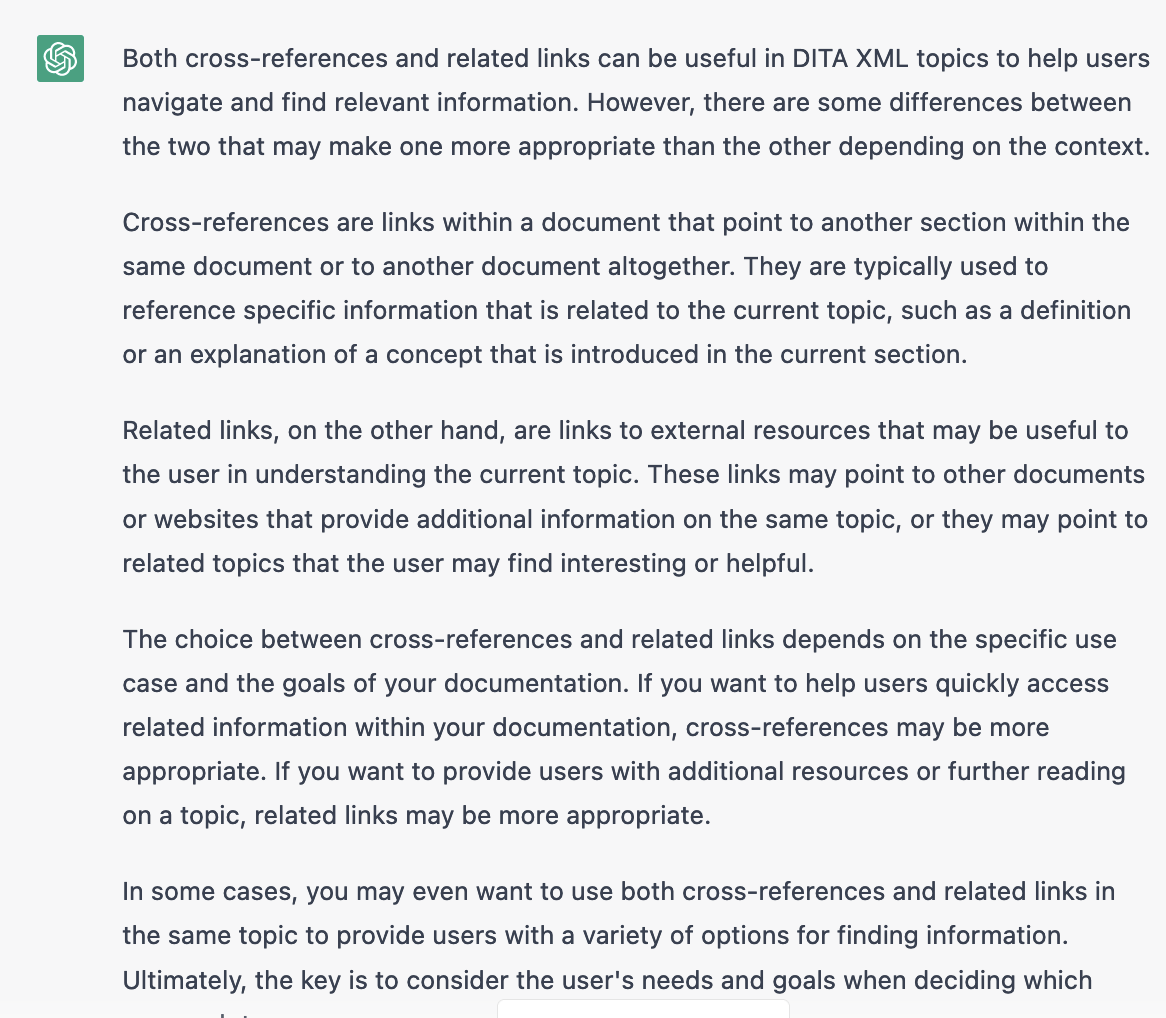 Both cross-references and related links can be useful in DITA XML topics to help users
navigate and find relevant information. However, there are some differences between
the two that may make one more appropriate than the other depending on the context.
Cross-references are links within a document that point to another section within the
same document or to another document altogether. They are typically used to
reference specific information that is related to the current topic, such as a definition
or an explanation of a concept that is introduced in the current section.
Related links, on the other hand, are links to external resources that may be useful to
the user in understanding the current topic. These links may point to other documents
or websites that provide additional information on the same topic, or they may point to
related topics that the user may find interesting or helpful.
The choice between cross-references and related links depends on the specific use
case and the goals of your documentation. If you want to help users quickly access
related information within your documentation, cross-references may be more
appropriate. If you want to provide users with additional resources or further reading
on a topic, related links may be more appropriate.
In some cases, you may even want to use both cross-references and related links in
the same topic to provide users with a variety of options for finding information.
Ultimately, the key is to consider the user's needs and goals when deciding which